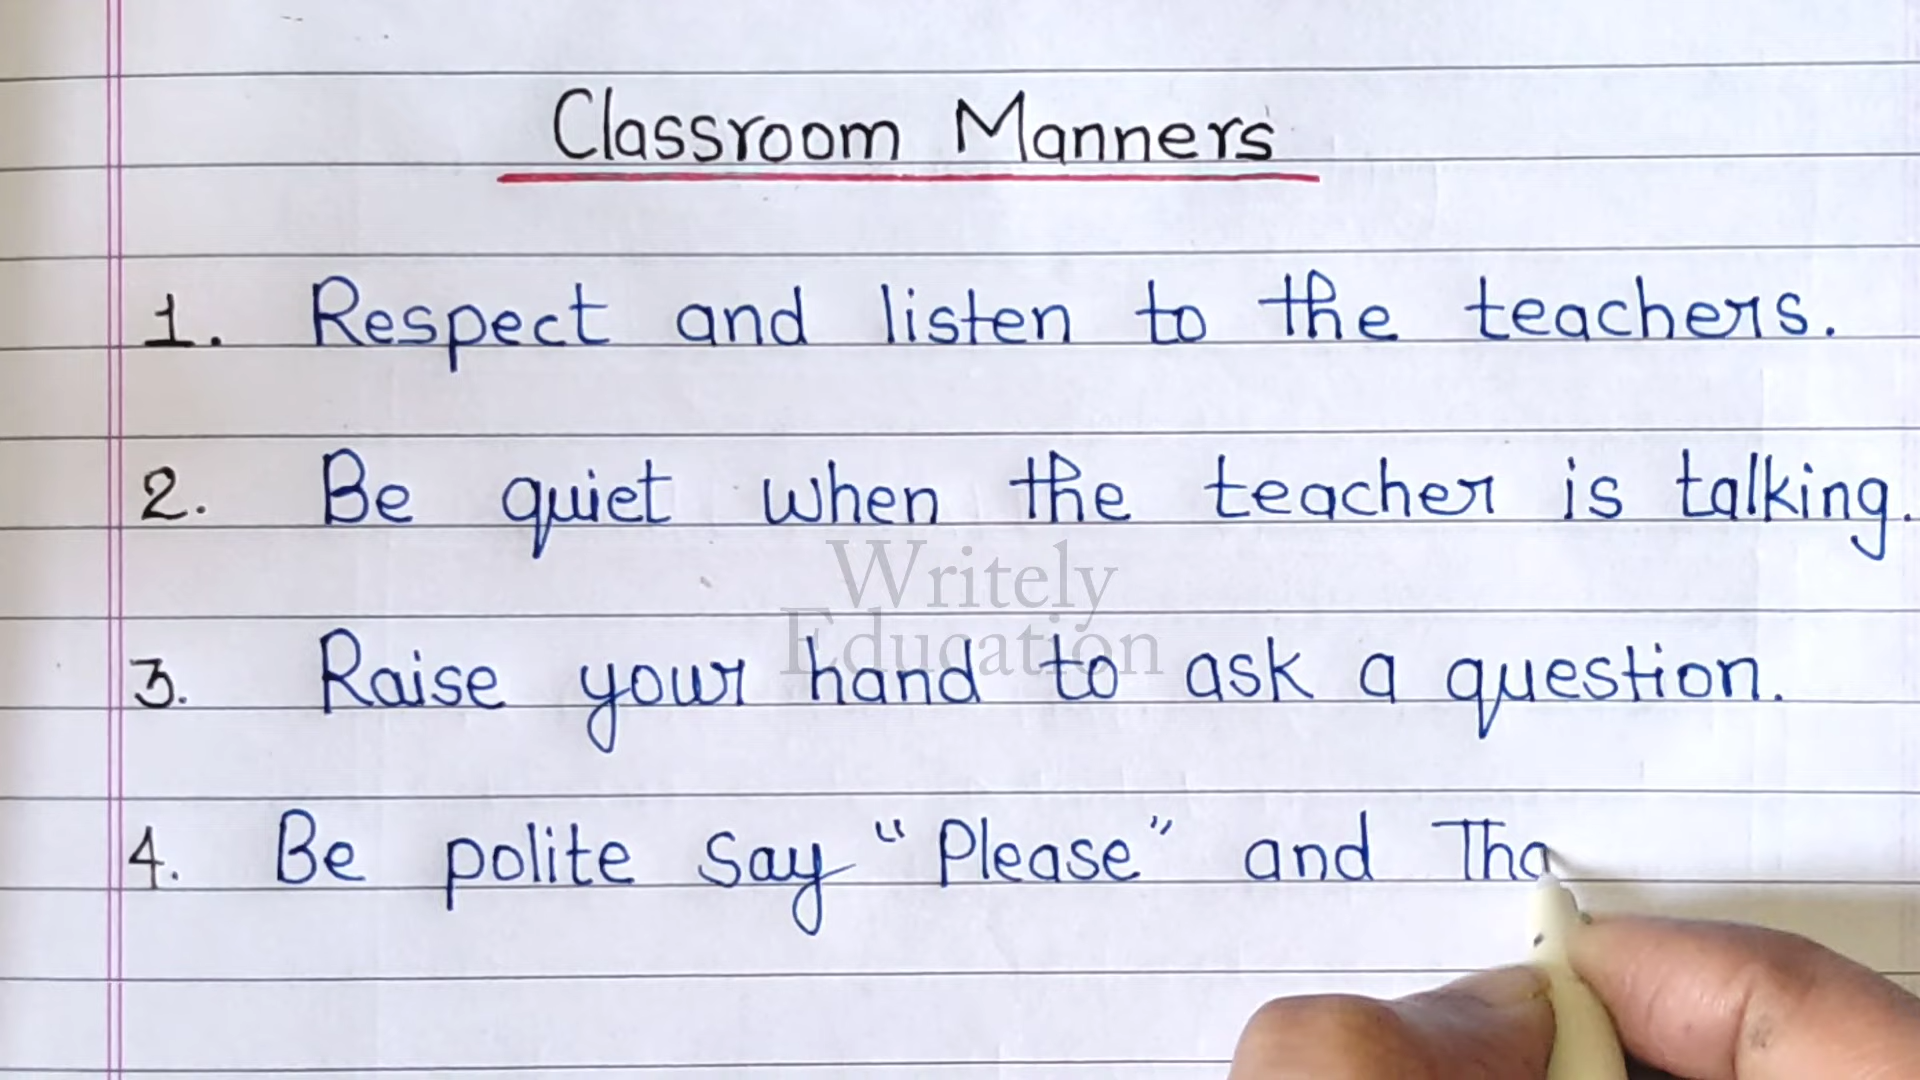 Classroom Manners
1. Respect and listen to the teachers.
2. Be quiet when the teacher is talking.
Writely
Education
3. Raise your hand to ask a question.
4. Be polite say “Please” and Tha